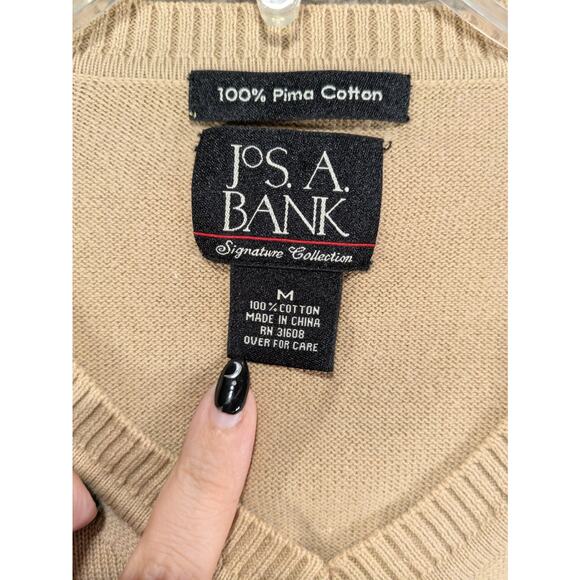 100% Pima Cotton
JOS. A.
BANK
Signature Collection
M
100% COTTON
MADE IN CHINA
RN 31608
OVER FOR CARE